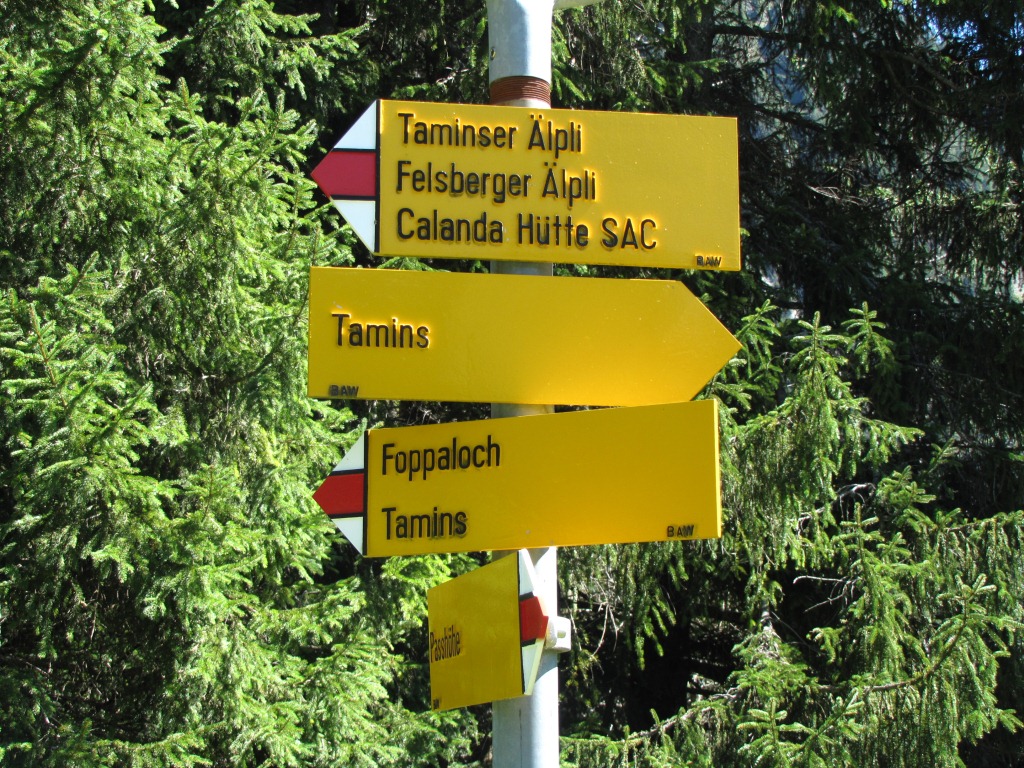 Taminser Älpli
Felsberger Älpli
Calanda Hütte SAC
BAW
Tamins
BAW
Foppaloch
Tamins
BAW
Passhöhe